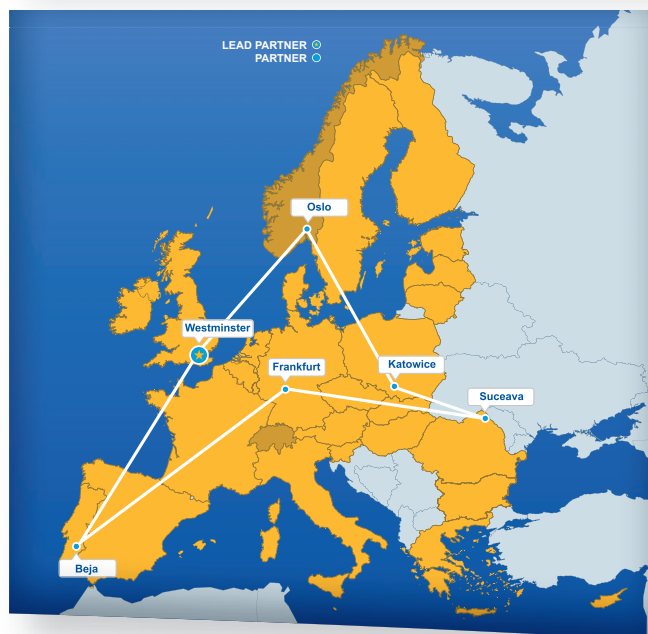 LEAD PARTNER
PARTNER
Oslo
Westminster
Frankfurt
Katowice
Suceava
Beja